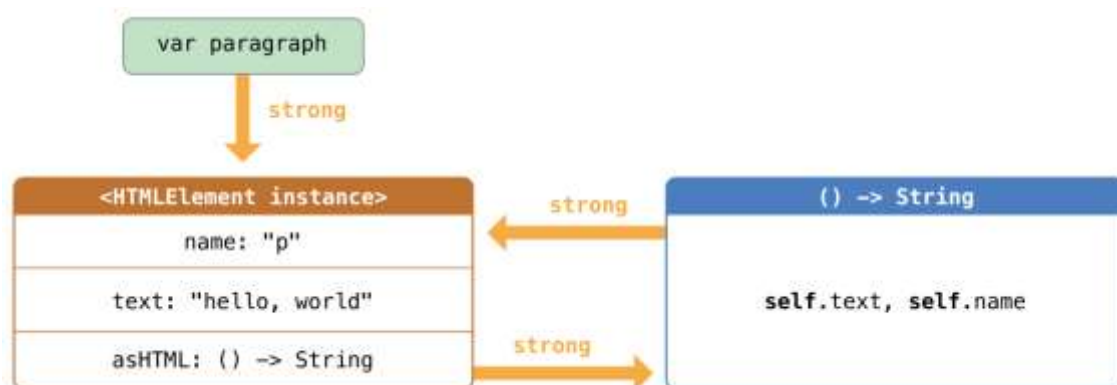 var paragraph
strong
<HTMLElement instance>
name: "p"
text: "hello, world"
asHTML: () -> String
strong
strong
() -> String
self.text, self.name